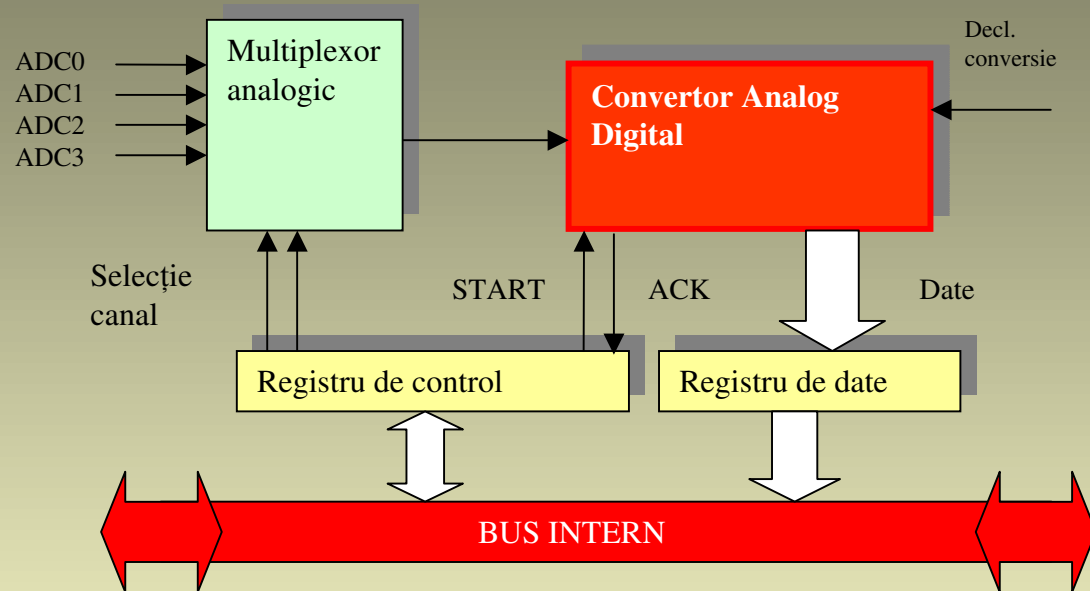 ADC0
ADC1
ADC2
ADC3
Multiplexor
analogic
Convertor Analog
Digital
Decl.
conversie
Selecție
canal
START
ACK
Date
Registru de control
Registru de date
BUS INTERN